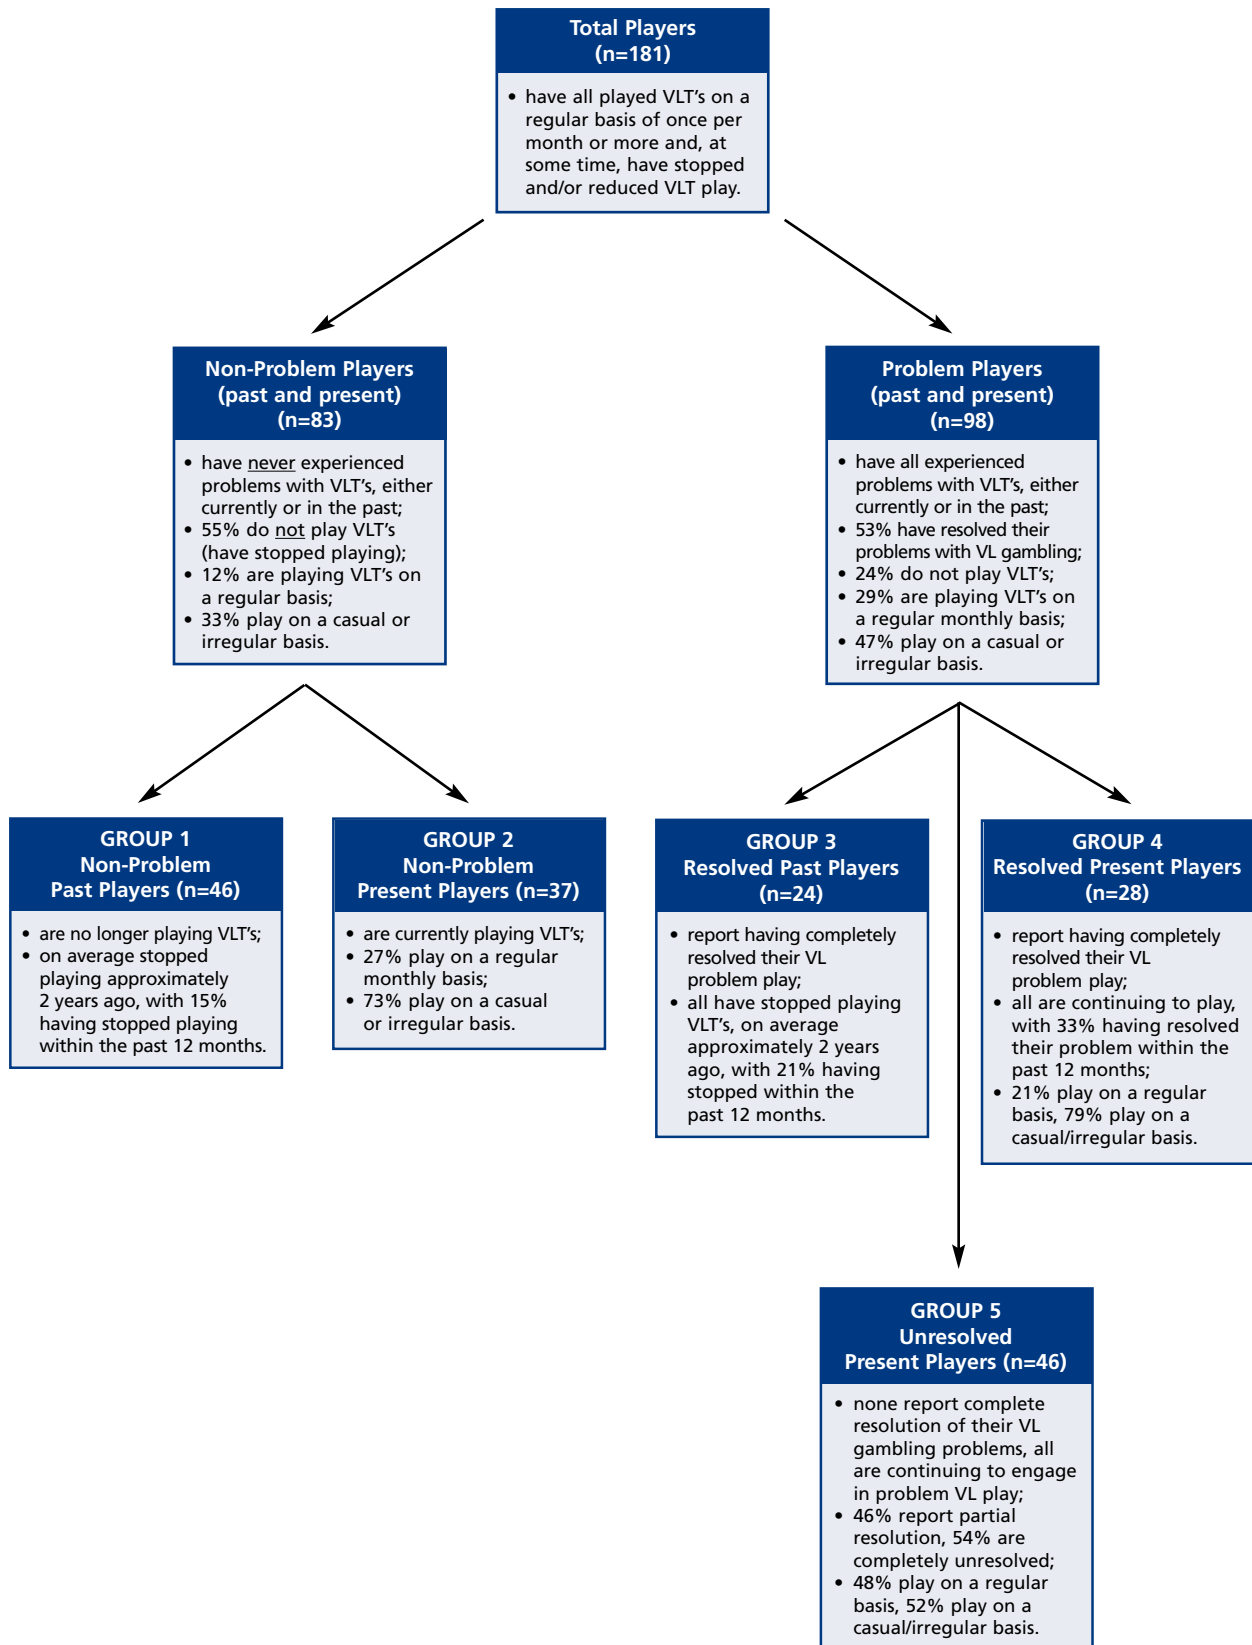 Total Players
(n=181)
• have all played VLT's on a
regular basis of once per
month or more and, at
some time, have stopped
and/or reduced VLT play.
Non-Problem Players
(past and present)
(n=83)
• have never experienced
problems with VLT's, either
currently or in the past;
• 55% do not play VLT's
(have stopped playing);
• 12% are playing VLT's on
a regular basis;
• 33% play on a casual or
irregular basis.
Problem Players
(past and present)
(n=98)
• have all experienced
problems with VLT's, either
currently or in the past;
• 53% have resolved their
problems with VL gambling;
• 24% do not play VLT's;
• 29% are playing VLT's on
a regular monthly basis;
• 47% play on a casual or
irregular basis.
GROUP 1
Non-Problem
Past Players (n=46)
• are no longer playing VLT's;
• on average stopped
playing approximately
2 years ago, with 15%
having stopped playing
within the past 12 months.
GROUP 2
Non-Problem
Present Players (n=37)
• are currently playing VLT's;
• 27% play on a regular
monthly basis;
• 73% play on a casual
or irregular basis.
GROUP 3
Resolved Past Players
(n=24)
• report having completely
resolved their VL
problem play;
• all have stopped playing
VLT's, on average
approximately 2 years
ago, with 21% having
stopped within the
past 12 months.
GROUP 4
Resolved Present Players
(n=28)
• report having completely
resolved their VL
problem play;
• all are continuing to play,
with 33% having resolved
their problem within the
past 12 months;
• 21% play on a regular
basis, 79% play on a
casual/irregular basis.
GROUP 5
Unresolved
Present Players (n=46)
• none report complete
resolution of their VL
gambling problems, all
are continuing to engage
in problem VL play;
• 46% report partial
resolution, 54% are
completely unresolved;
• 48% play on a regular
basis, 52% play on a
casual/irregular basis.